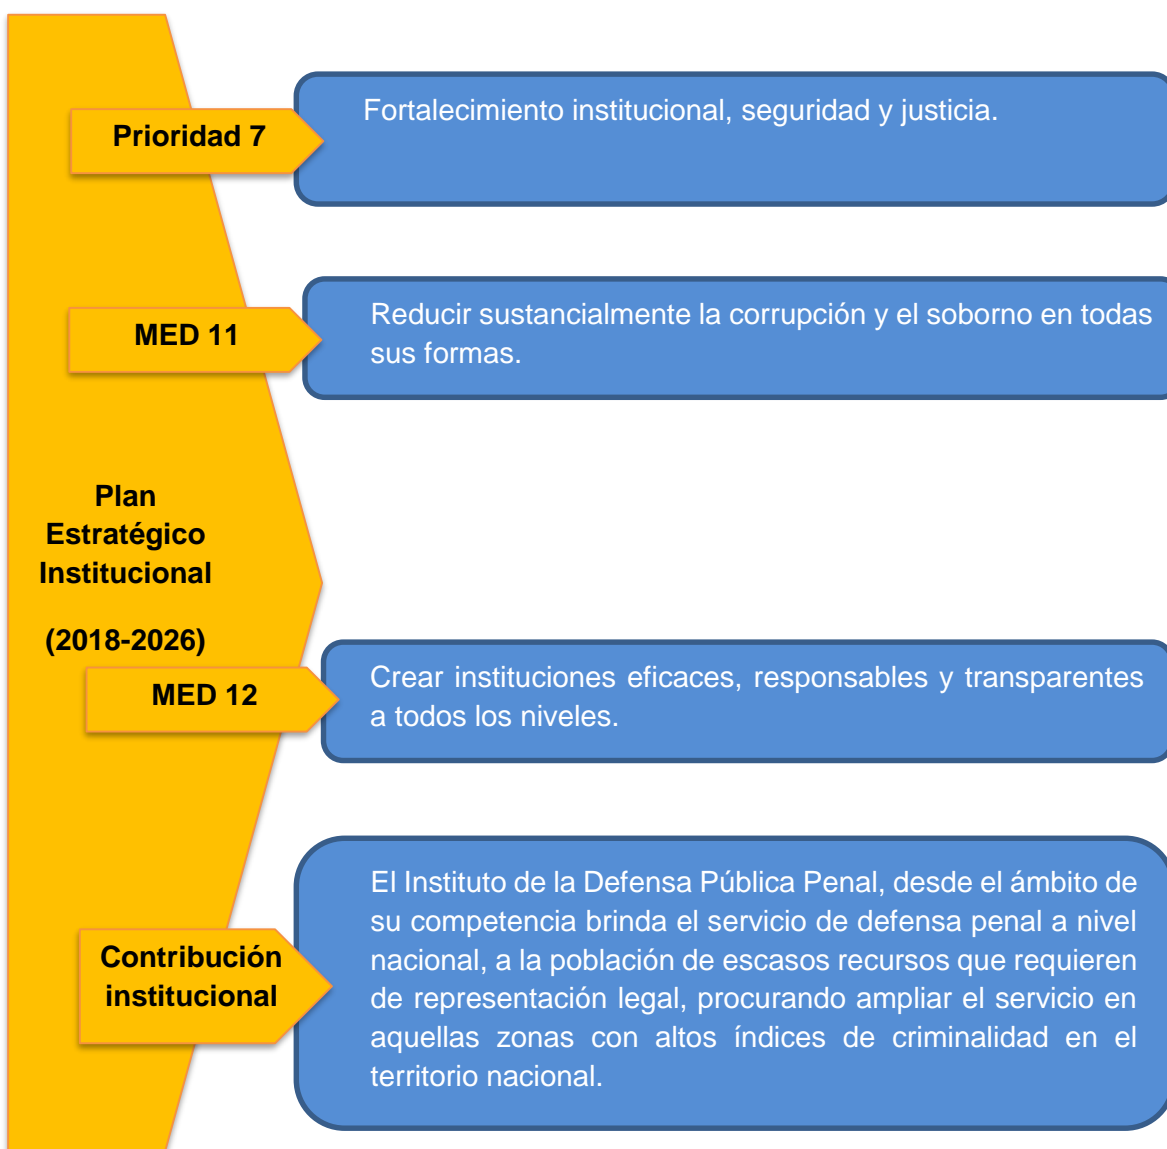 Prioridad 7
Fortalecimiento institucional, seguridad y justicia.
MED 11
Reducir sustancialmente la corrupción y el soborno en todas
sus formas.
Plan
Estratégico
Institucional
(2018-2026)
MED 12
Crear instituciones eficaces, responsables y transparentes
a todos los niveles.
Contribución
institucional
El Instituto de la Defensa Pública Penal, desde el ámbito de
su competencia brinda el servicio de defensa penal a nivel
nacional, a la población de escasos recursos que requieren
de representación legal, procurando ampliar el servicio en
aquellas zonas con altos índices de criminalidad en el
territorio nacional.